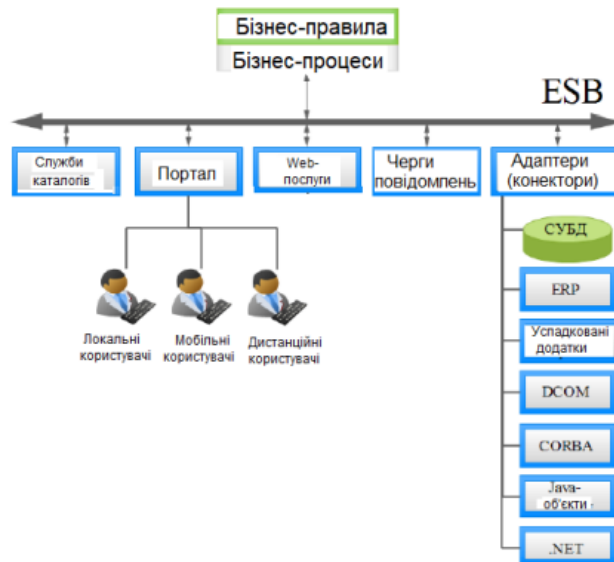 Бізнес-правила
Бізнес-процеси
ESB
Служби
каталогів
Портал
Web-
послуги
Черги
повідомлень
Адаптери
(конектори)
СУБД
ERP
Успадковані
додатки
DCOM
CORBA
Java-
об'єкти
.NET
Локальні
користувачі
Мобільні
користувачі
Дистанційні
користувачі